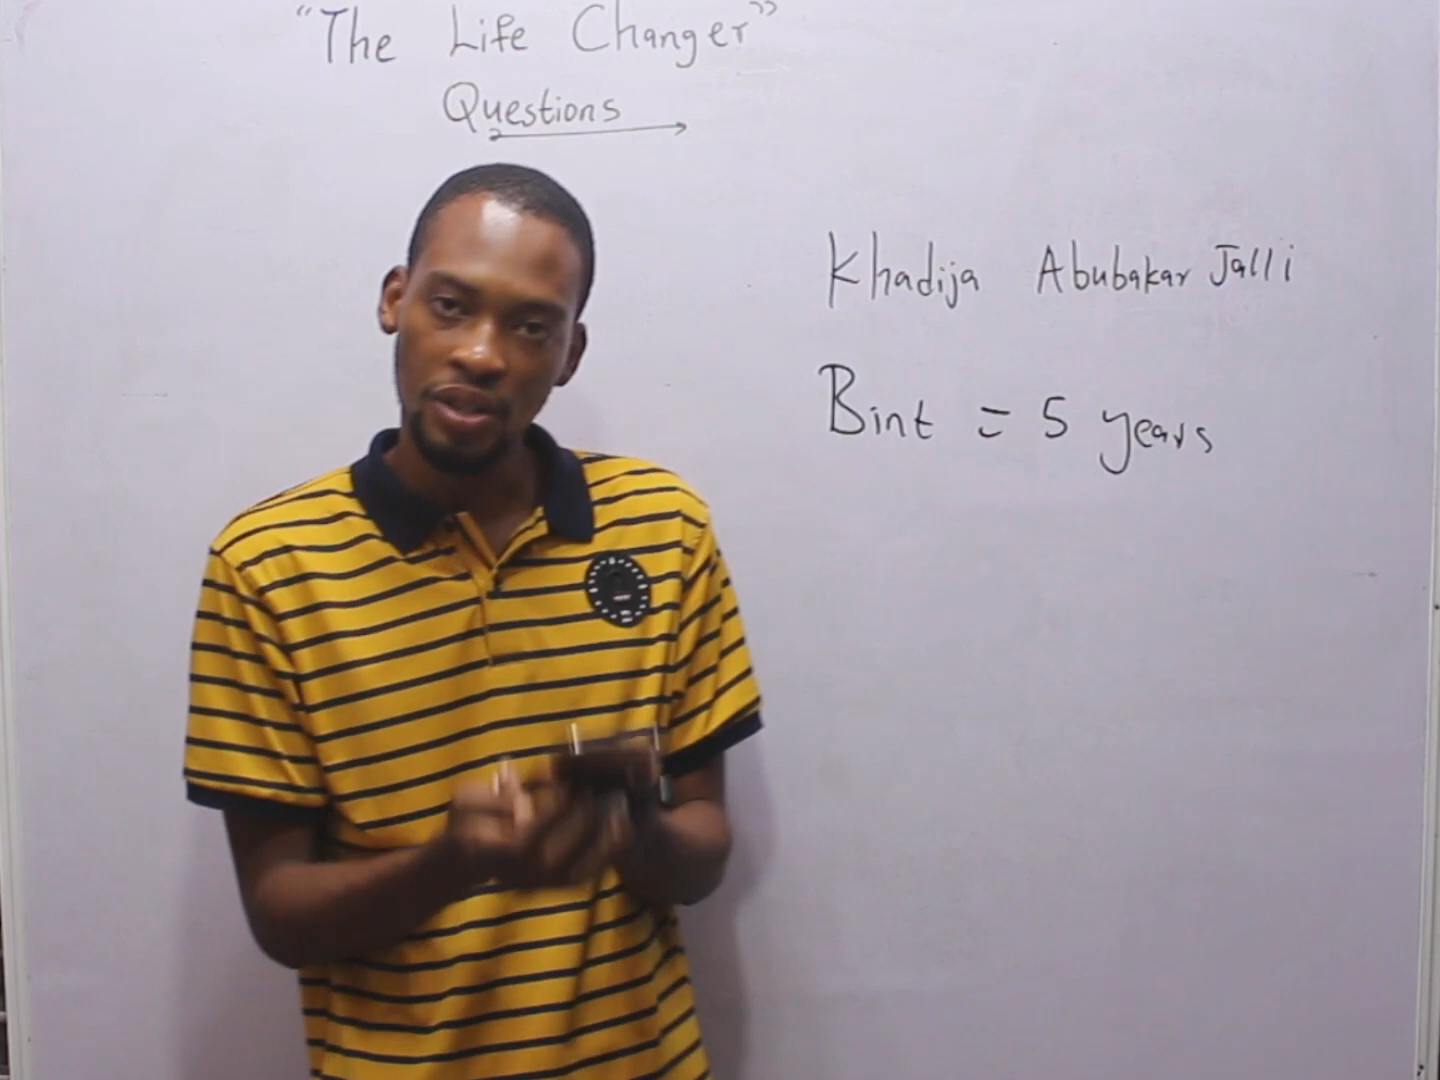 "The Life Changer"
Questions
Khadija Abubakar Jalli
Bint = 5 years